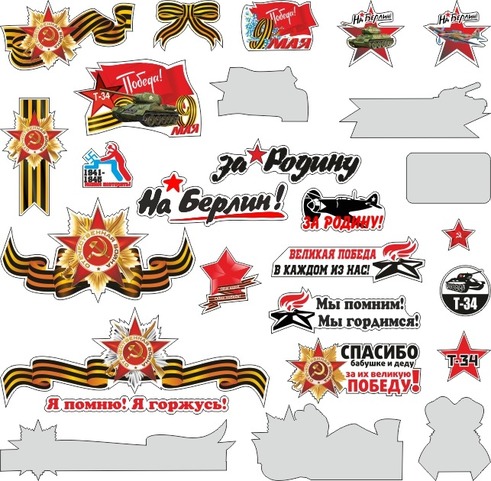 Победа!
9
МАЯ
На Берлин!
На Берлин!
Победа!
Т-34
МАЯ
1941-
1945
за Родину
На Берлин!
ЗА РОДИНУ!
ВЕЛИКАЯ ПОБЕДА
В КАЖДОМ ИЗ НАС!
Т-34
Мы помним!
Мы гордимся!
СПАСИБО
бабушке и деду
за их великую
ПОБЕДУ!
Т-34
Я помню! Я горжусь!